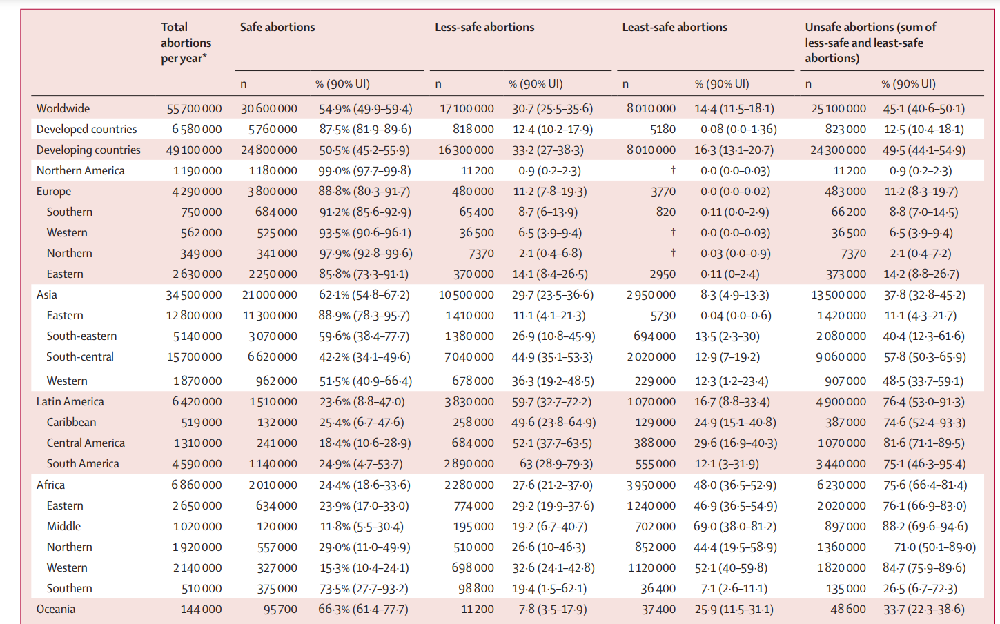 Total abortions per year* Safe abortions Less-safe abortions Least-safe abortions Unsafe abortions (sum of less-safe and least-safe abortions)
n % (90% UI) n % (90% UI) n % (90% UI) n % (90% UI)
Worldwide 55 700 000 30 600 000 54·9% (49·9–59·4) 17 100 000 30·7 (25·5–35·6) 8 010 000 14·4 (11·5–18·1) 25 100 000 45·1 (40·6–50·1)
Developed countries 6 580 000 5 760 000 87·5% (81·9–89·6) 818 000 12·4 (10·2–17·9) 5180 0·08 (0·0–1·36) 823 000 12·5 (10·4–18·1)
Developing countries 49 100 000 24 800 000 50·5% (45·2–55·9) 16 300 000 33·2 (27–38·3) 8 010 000 16·3 (13·1–20·7) 24 300 000 49·5 (44·1–54·9)
Northern America 1 190 000 1 180 000 99·0% (97·7–99·8) 11 200 0·9 (0·2–2·3) † 0·0 (0·0–0·03) 11 200 0·9 (0·2–2·3)
Europe 4 290 000 3 800 000 88·8% (80·3–91·7) 480 000 11·2 (7·8–19·3) 3770 0·0 (0·0–0·02) 483 000 11·2 (8·3–19·7)
Southern 750 000 684 000 91·2% (85·6–92·9) 65 400 8·7 (6–13·9) 820 0·11 (0·0–2·9) 66 200 8·8 (7·0–14·5)
Western 562 000 525 000 93·5% (90·6–96·1) 36 500 6·5 (3·9–9·4) † 0·0 (0·0–0·03) 36 500 6·5 (3·9–9·4)
Northern 349 000 341 000 97·9% (92·8–99·6) 7370 2·1 (0·4–6·8) † 0·03 (0·0–0·9) 7370 2·1 (0·4–7·2)
Eastern 2 630 000 2 250 000 85·8% (73·3–91·1) 370 000 14·1 (8·4–26·5) 2950 0·11 (0–2·4) 373 000 14·2 (8·8–26·7)
Asia 34 500 000 21 000 000 62·1% (54·8–67·2) 10 500 000 29·7 (23·5–36·6) 2 950 000 8·3 (4·9–13·3) 13 500 000 37·8 (32·8–45·2)
Eastern 12 800 000 11 300 000 88·9% (78·3–95·7) 1 410 000 11·1 (4·1–21·3) 5730 0·04 (0·0–0·6) 1 420 000 11·1 (4·3–21·7)
South-eastern 5 140 000 3 070 000 59·6% (38·4–77·7) 1 380 000 26·9 (10·8–45·9) 694 000 13·5 (2·3–30) 2 080 000 40·4 (12·3–61·6)
South-central 15 700 000 6 620 000 42·2% (34·1–49·6) 7 040 000 44·9 (35·1–53·3) 2 020 000 12·9 (7–19·2) 9 060 000 57·8 (50·3–65·9)
Western 1 870 000 962 000 51·5% (40·9–66·4) 678 000 36·3 (19·2–48·5) 229 000 12·3 (1·2–23·4) 907 000 48·5 (33·7–59·1)
Latin America 6 420 000 1 510 000 23·6% (8·8–47·0) 3 830 000 59·7 (32·7–72·2) 1 070 000 16·7 (8·8–33·4) 4 900 000 76·4 (53·0–91·3)
Caribbean 519 000 132 000 25·4% (6·7–47·6) 258 000 49·6 (23·8–64·9) 129 000 24·9 (15·1–40·8) 387 000 74·6 (52·4–93·3)
Central America 1 310 000 241 000 18·4% (10·6–28·9) 684 000 52·1 (37·7–63·5) 388 000 29·6 (16·9–40·3) 1 070 000 81·6 (71·1–89·5)
South America 4 590 000 1 140 000 24·9% (4·7–53·7) 2 890 000 63 (28·9–79·3) 555 000 12·1 (3–31·9) 3 440 000 75·1 (46·3–95·4)
Africa 6 860 000 2 010 000 24·4% (18·6–33·6) 2 280 000 27·6 (21·2–37·0) 3 950 000 48·0 (36·5–52·9) 6 230 000 75·6 (66·4–81·4)
Eastern 2 650 000 634 000 23·9% (17·0–33·0) 774 000 29·2 (19·9–37·6) 1 240 000 46·9 (36·5–54·9) 2 020 000 76·1 (66·9–83·0)
Middle 1 020 000 120 000 11·8% (5·5–30·4) 195 000 19·2 (6·7–40·7) 702 000 69·0 (38·0–81·2) 897 000 88·2 (69·6–94·6)
Northern 1 920 000 557 000 29·0% (11·0–49·9) 510 000 26·6 (10–46·3) 852 000 44·4 (19·5–58·9) 1 360 000 71·0 (50·1–89·0)
Western 2 140 000 327 000 15·3% (10·4–24·1) 698 000 32·6 (24·1–42·8) 1 120 000 52·1 (40–59·8) 1 820 000 84·7 (75·9–89·6)
Southern 510 000 375 000 73·5% (27·7–93·2) 98 800 19·4 (1·5–62·1) 36 400 7·1 (2·6–11·1) 135 000 26·5 (6·7–72·3)
Oceania 144 000 95 700 66·3% (61·4–77·7) 11 200 7·8 (3·5–17·9) 37 400 25·9 (11·5–31·1) 48 600 33·7 (22·3–38·6)